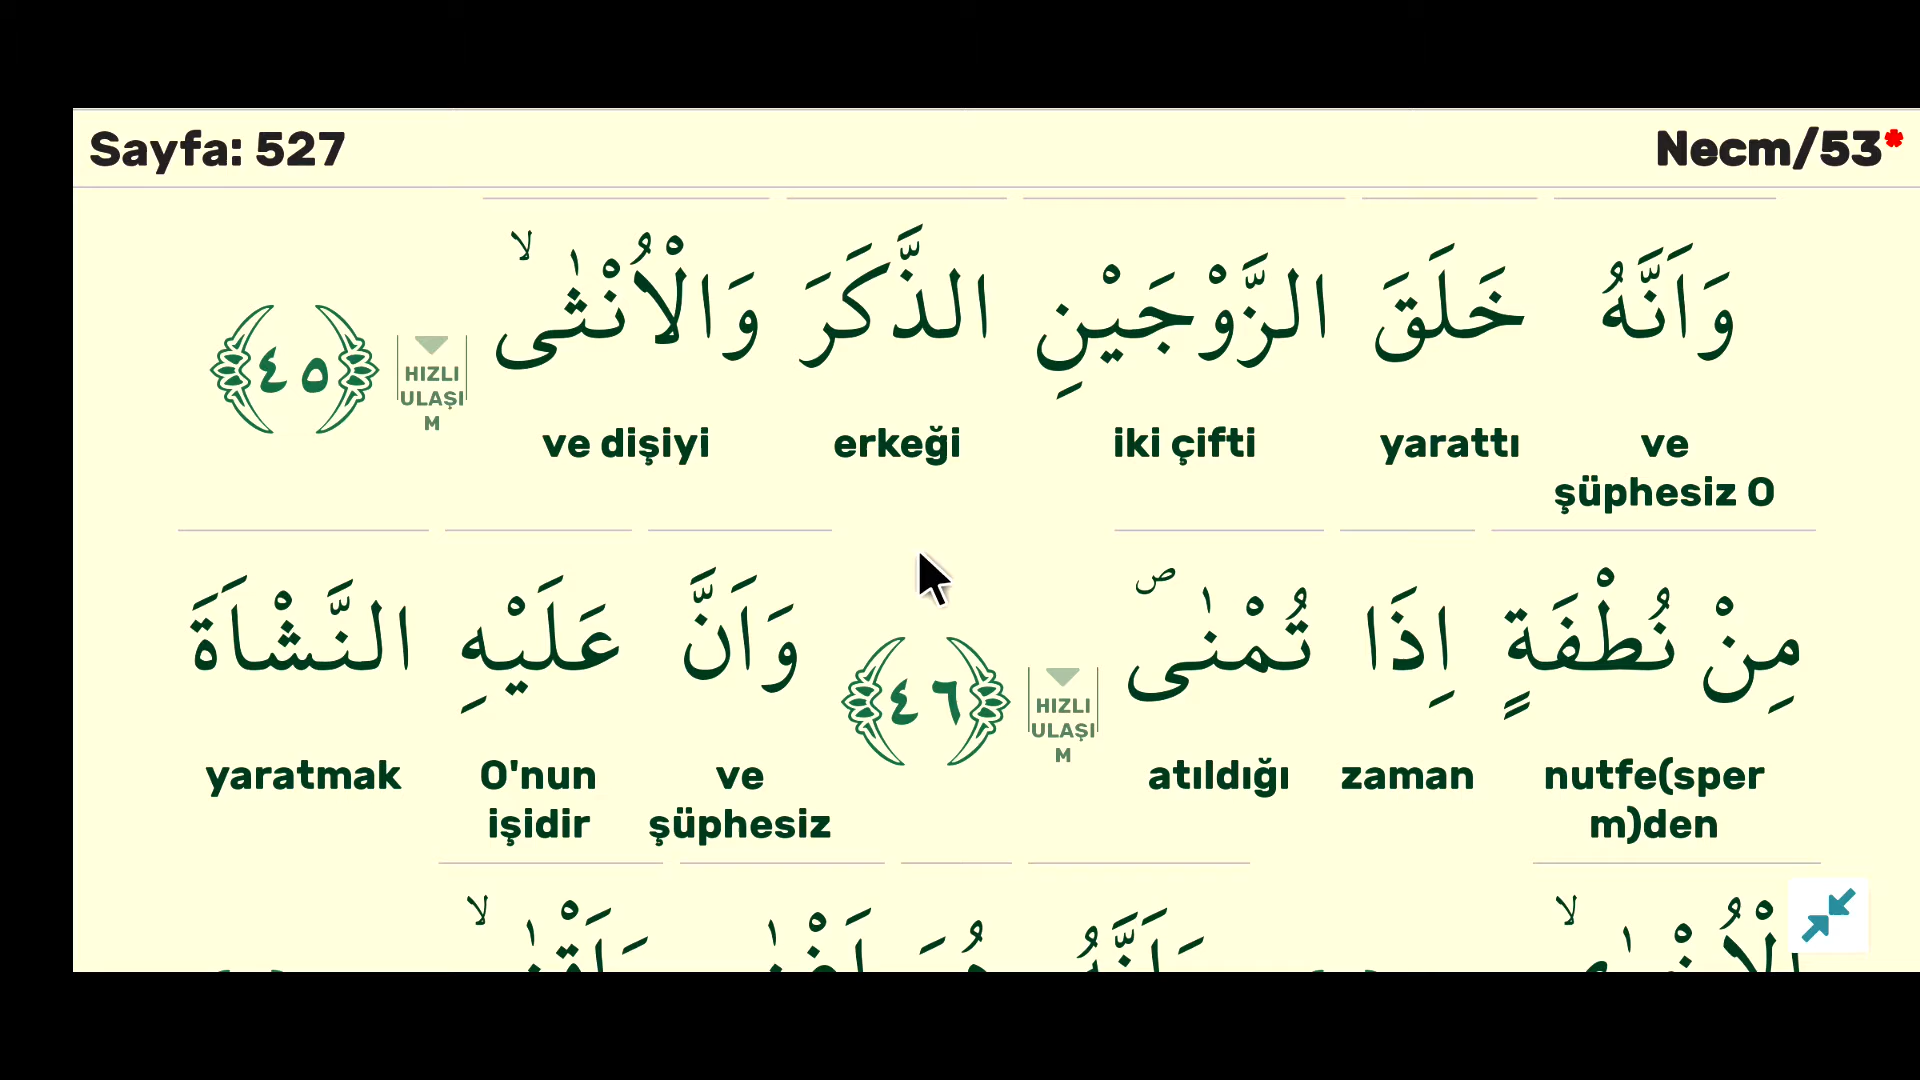 Sayfa: 527 Necm/53*
وَاَنَّهُ خَلَقَ الزَّوْجَيْنِ الذَّكَرَ وَالْاُنْثٰىۙ ﴿٤٥﴾
ve şüphesiz O yarattı iki çifti erkeği ve dişiyi HIZLI ULAŞIM
مِنْ نُطْفَةٍ اِذَا تُمْنٰىۖ ﴿٤٦﴾ وَاَنَّ عَلَيْهِ النَّشْاَةَ
nutfe(sperm)den zaman atıldığı HIZLI ULAŞIM ve şüphesiz O'nun işidir yaratmak